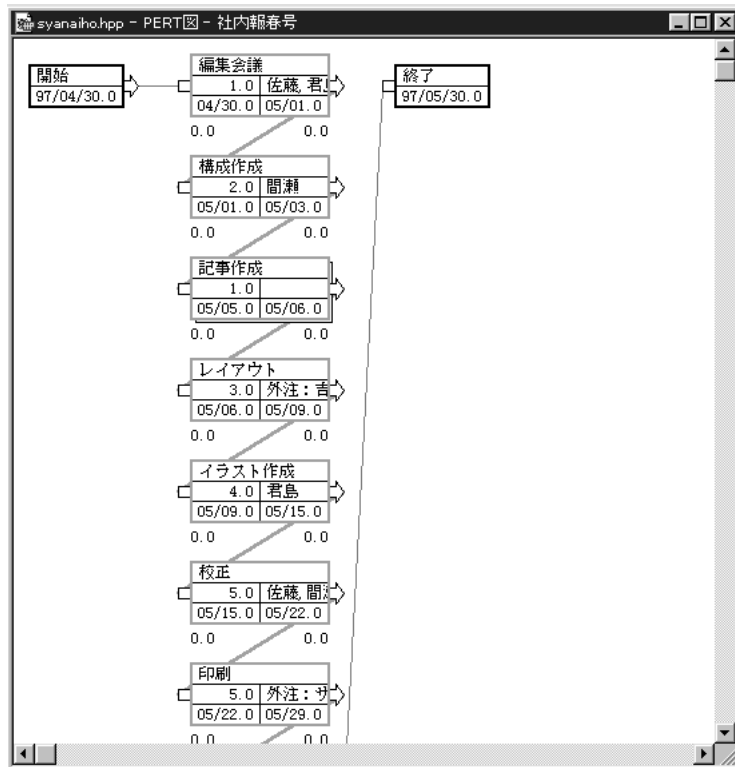 syanaiho.hpp - PERT図 - 社内報春号
開始
97/04/30.0
編集会議
1.0 佐藤,君
04/30.0 05/01.0
0.0 0.0
終了
97/05/30.0
構成作成
2.0 間瀬
05/01.0 05/03.0
0.0 0.0
記事作成
1.0
05/05.0 05/06.0
0.0 0.0
レイアウト
3.0 外注:吉
05/06.0 05/09.0
0.0 0.0
イラスト作成
4.0 君島
05/09.0 05/15.0
0.0 0.0
校正
5.0 佐藤,間
05/15.0 05/22.0
0.0 0.0
印刷
5.0 外注:サ
05/22.0 05/29.0
0.0 0.0